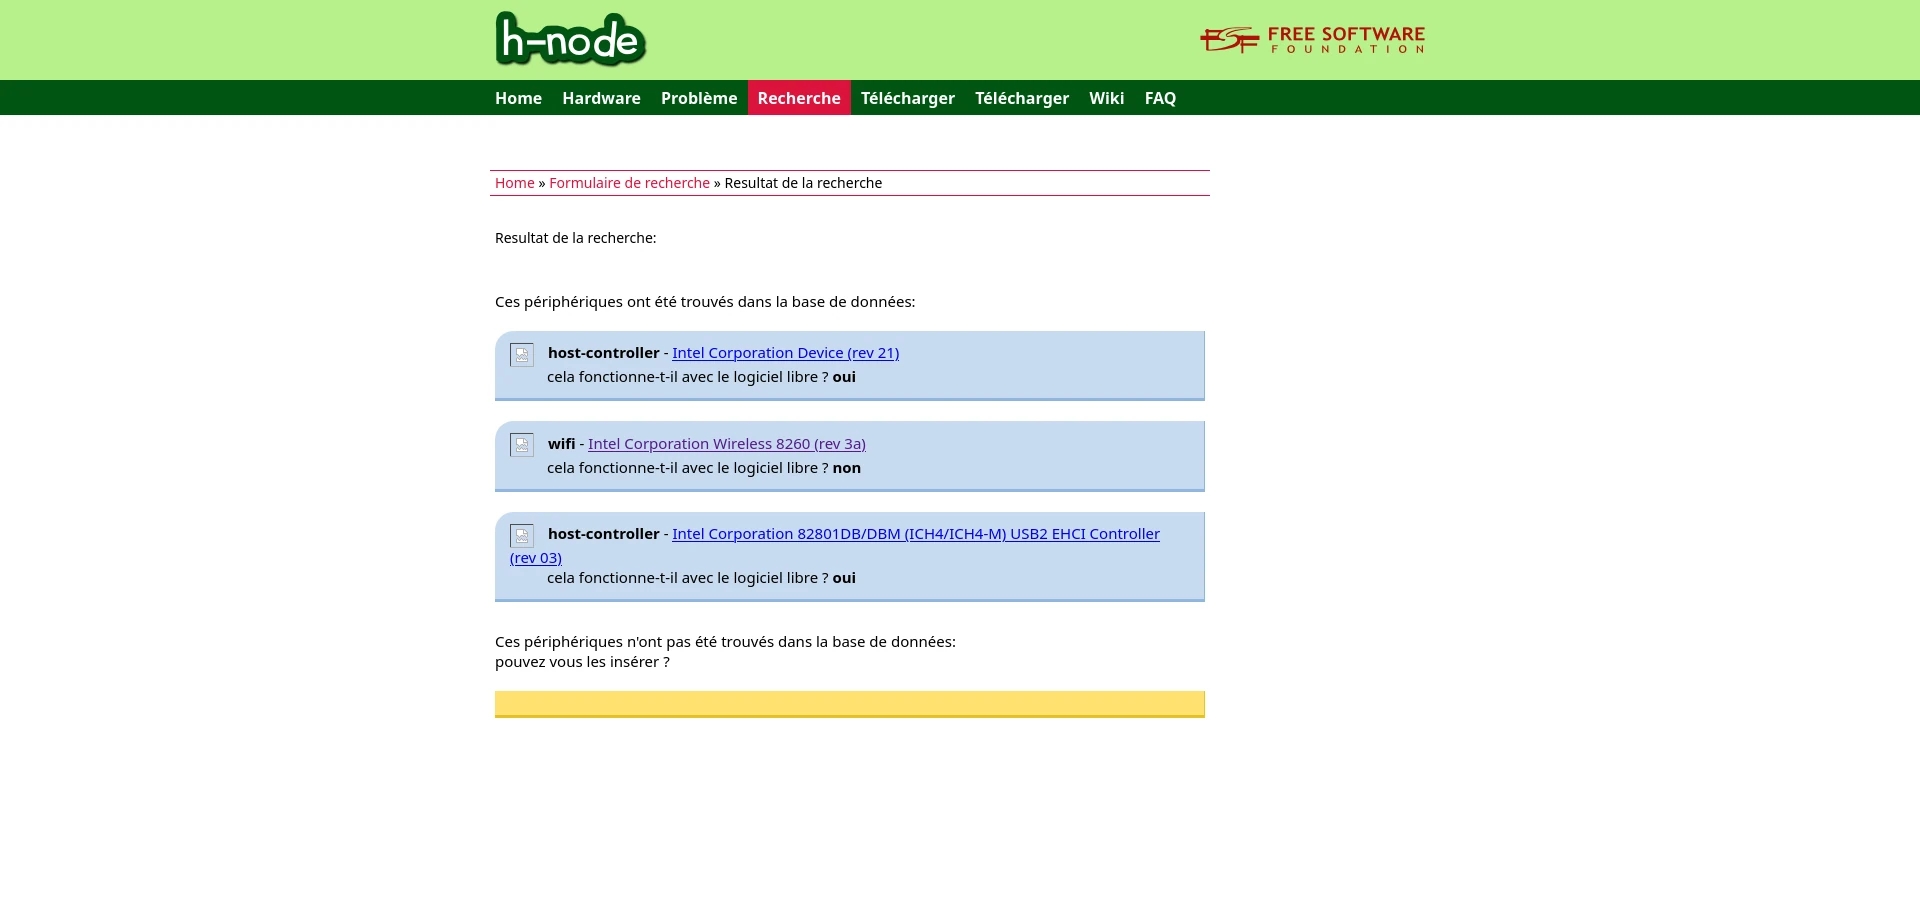 h-node
FREE SOFTWARE
FOUNDATION
Home Hardware Problème Recherche Télécharger Télécharger Wiki FAQ
Home » Formulaire de recherche » Resultat de la recherche
Resultat de la recherche:
Ces périphériques ont été trouvés dans la base de données:
host-controller - Intel Corporation Device (rev 21)
cela fonctionne-t-il avec le logiciel libre ? oui
wifi - Intel Corporation Wireless 8260 (rev 3a)
cela fonctionne-t-il avec le logiciel libre ? non
host-controller - Intel Corporation 82801DB/DBM (ICH4/ICH4-M) USB2 EHCI Controller
(rev 03)
cela fonctionne-t-il avec le logiciel libre ? oui
Ces périphériques n'ont pas été trouvés dans la base de données:
pouvez vous les insérer ?